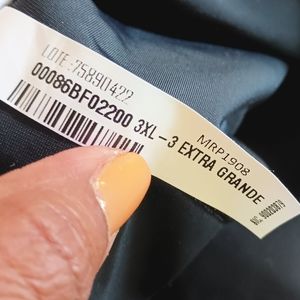 LOTE: 75890422
00086BF02200 3XL-3 EXTRA GRANDE
MRP1908